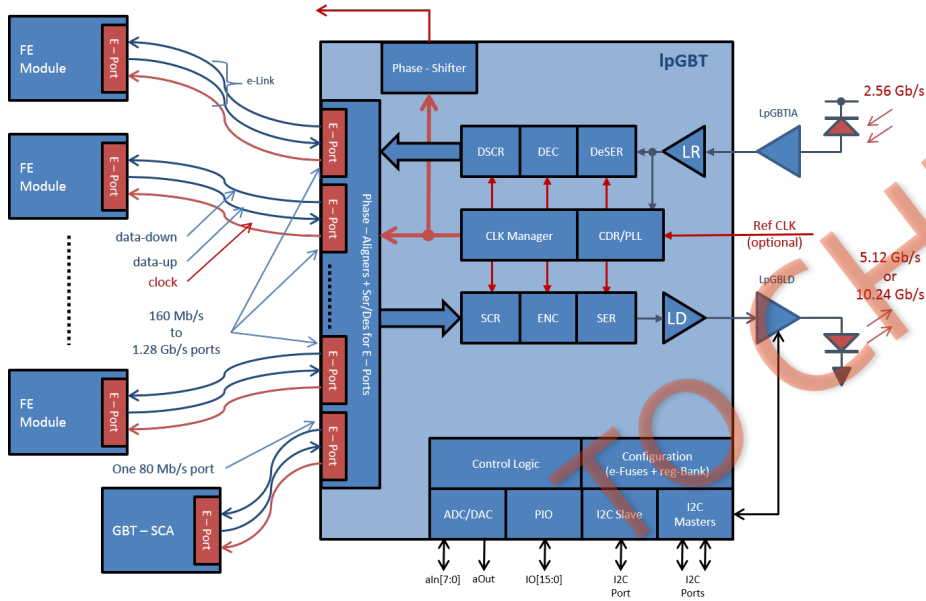 FE
Module
E – Port
e-Link
FE
Module
E – Port
data-down
data-up
clock
160 Mb/s
to
1.28 Gb/s ports
FE
Module
E – Port
One 80 Mb/s port
GBT – SCA
E – Port
E – Port
E – Port
E – Port
E – Port
Phase – Aligners + Ser/Des for E – Ports
Phase - Shifter
lpGBT
DSCR
DEC
DeSER
LR
LpGBTIA
2.56 Gb/s
CLK Manager
CDR/PLL
Ref CLK
(optional)
SCR
ENC
SER
LD
LpGBLD
5.12 Gb/s
or
10.24 Gb/s
Control Logic
Configuration
(e-Fuses + reg-Bank)
ADC/DAC
PIO
I2C Slave
I2C
Masters
aIn[7:0]
aOut
IO[15:0]
I2C
Port
I2C
Ports